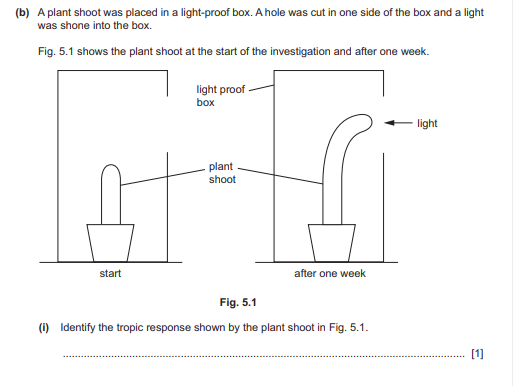 (b) A plant shoot was placed in a light-proof box. A hole was cut in one side of the box and a light
was shone into the box.
Fig. 5.1 shows the plant shoot at the start of the investigation and after one week.
light proof
box
light
plant
shoot
start
after one week
Fig. 5.1
(i) Identify the tropic response shown by the plant shoot in Fig. 5.1.
.......................................................................................................................... [1]